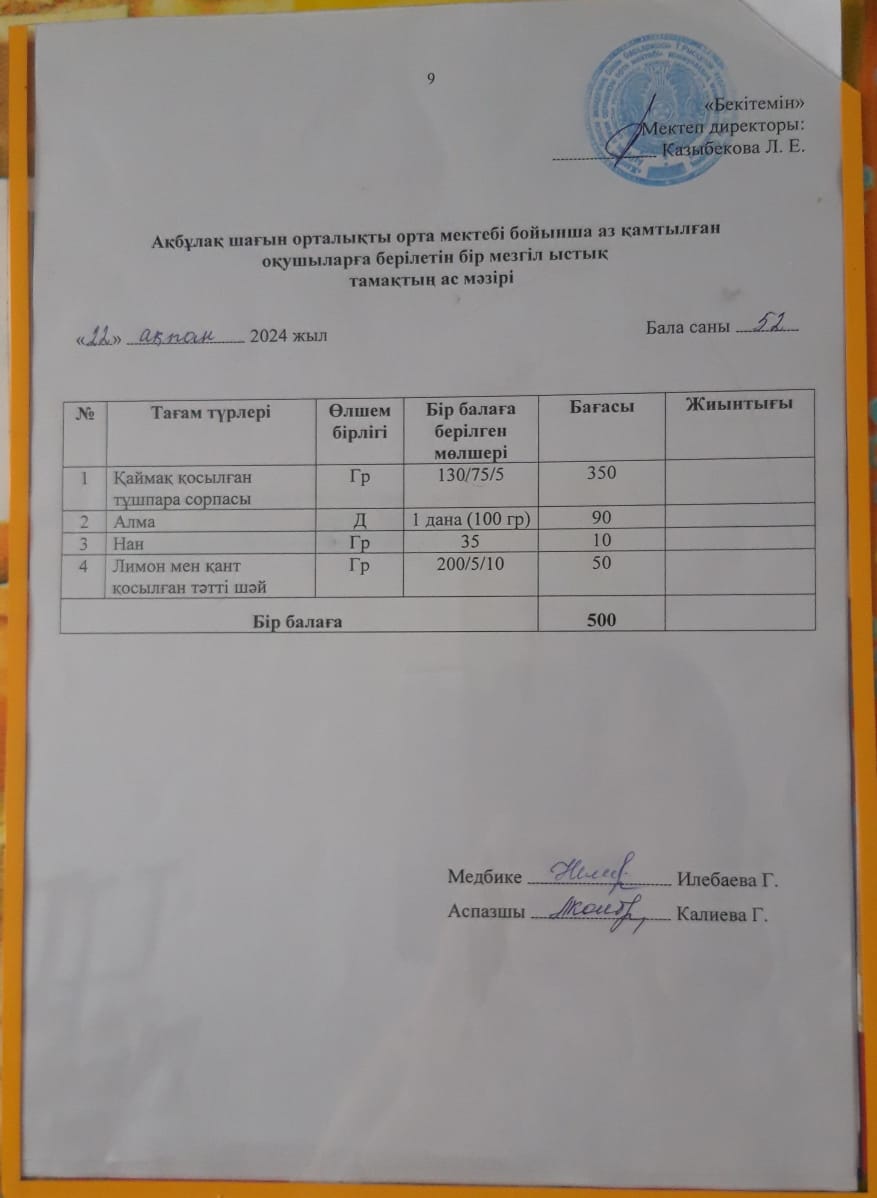 9
«Бекітемін»
Мектеп директоры:
Казыбекова Л. Е.
Ақбұлақ шағын орталықты орта мектебі бойынша аз қамтылған
оқушыларға берілетін бір мезгіл ыстық
тамақтың ас мәзірі
«22» ақпан 2024 жыл
Бала саны 52
№ Тағам түрлері Өлшем бірлігі Бір балаға берілген мөлшері Бағасы Жиынтығы
1 Қаймақ қосылған тұшпара сорпасы Гр 130/75/5 350
2 Алма Д 1 дана (100 гр) 90
3 Нан Гр 35 10
4 Лимон мен қант қосылған тәтті шәй Гр 200/5/10 50
Бір балаға 500
Медбике Илебаева Г.
Аспазшы Калиева Г.